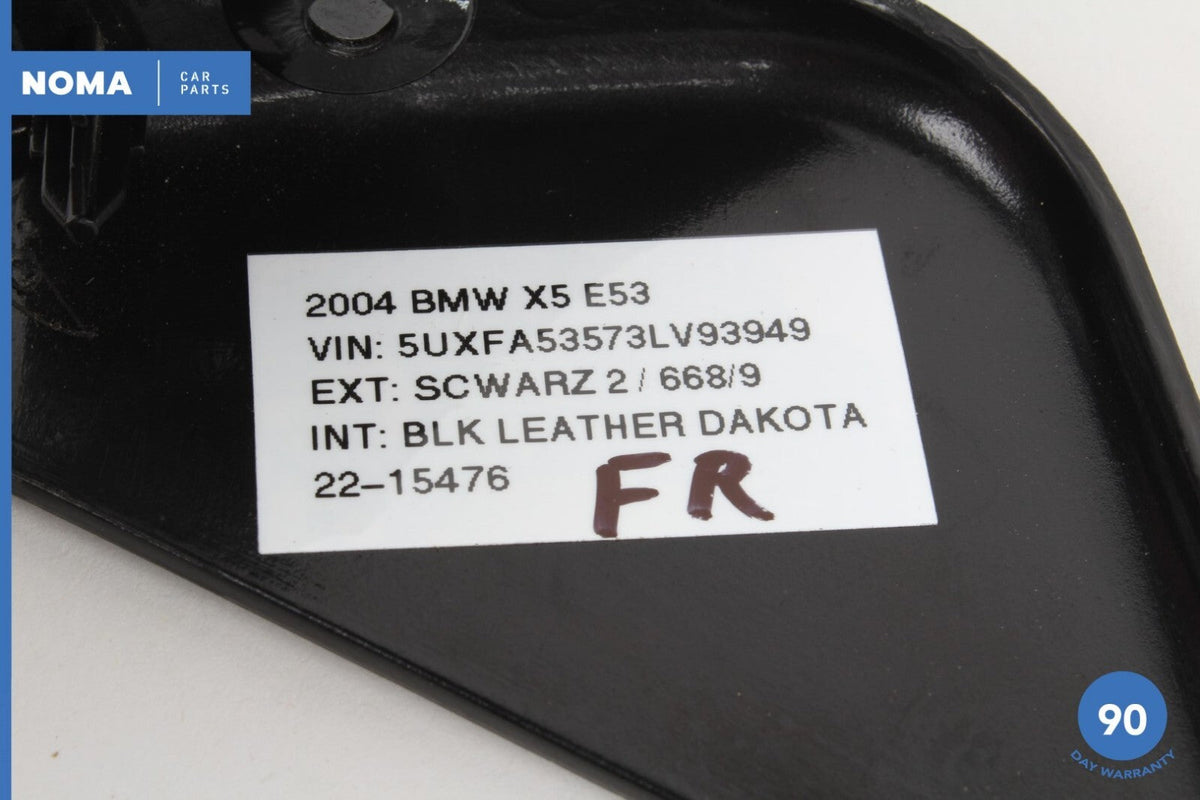 NOMA
CAR
PARTS
2004 BMW X5 E53
VIN: 5UXFA53573LV93949
EXT: SCWARZ 2 / 668/9
INT: BLK LEATHER DAKOTA
22-15476
FR
90
DAY WARRANTY